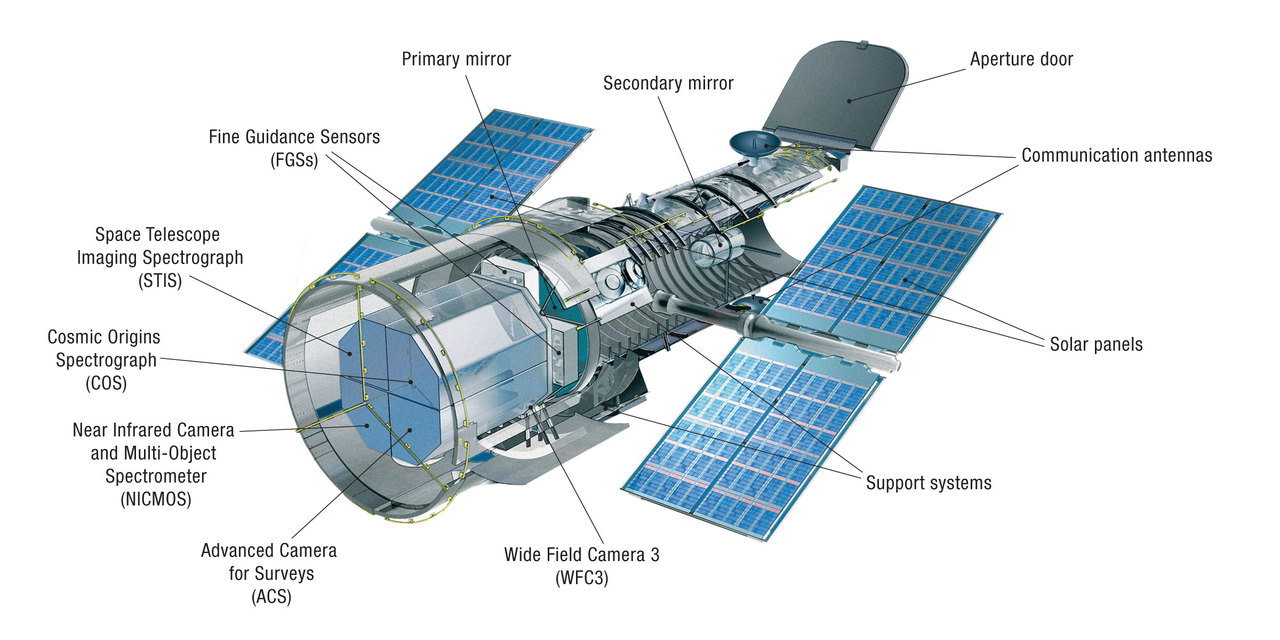 Primary mirror
Secondary mirror
Aperture door
Fine Guidance Sensors
(FGSs)
Communication antennas
Space Telescope
Imaging Spectrograph
(STIS)
Cosmic Origins
Spectrograph
(COS)
Solar panels
Near Infrared Camera
and Multi-Object
Spectrometer
(NICMOS)
Support systems
Advanced Camera
for Surveys
(ACS)
Wide Field Camera 3
(WFC3)